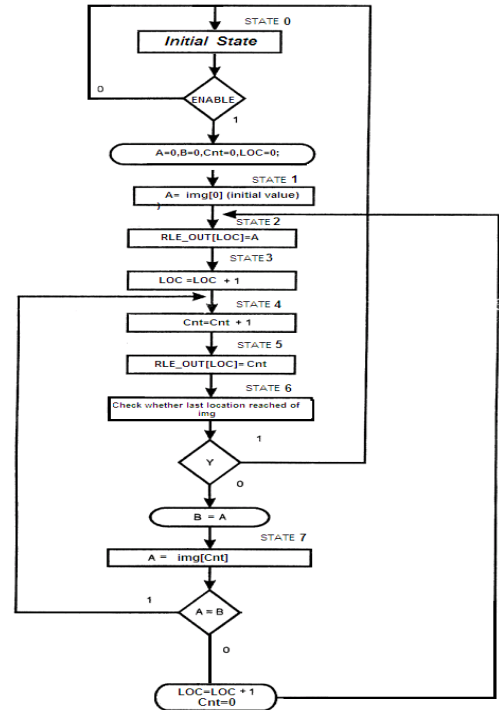 STATE 0
Initial State
0
ENABLE
1
A=0,B=0,Cnt=0,LOC=0;
STATE 1
A= img[0] (initial value)
)
STATE 2
RLE_OUT[LOC]=A
STATE 3
LOC =LOC + 1
STATE 4
Cnt=Cnt + 1
STATE 5
RLE_OUT[LOC]= Cnt
STATE 6
Check whether last location reached of
img
1
Y
0
B = A
STATE 7
A = img[Cnt]
1
A = B
0
LOC=LOC + 1
Cnt=0